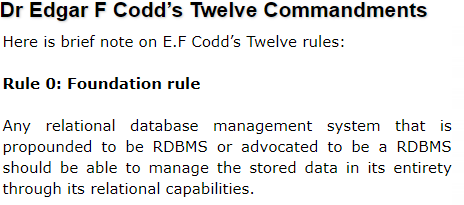 Dr Edgar F Codd’s Twelve Commandments
Here is brief note on E.F Codd’s Twelve rules:
Rule 0: Foundation rule
Any relational database management system that is
propounded to be RDBMS or advocated to be a RDBMS
should be able to manage the stored data in its entirety
through its relational capabilities.